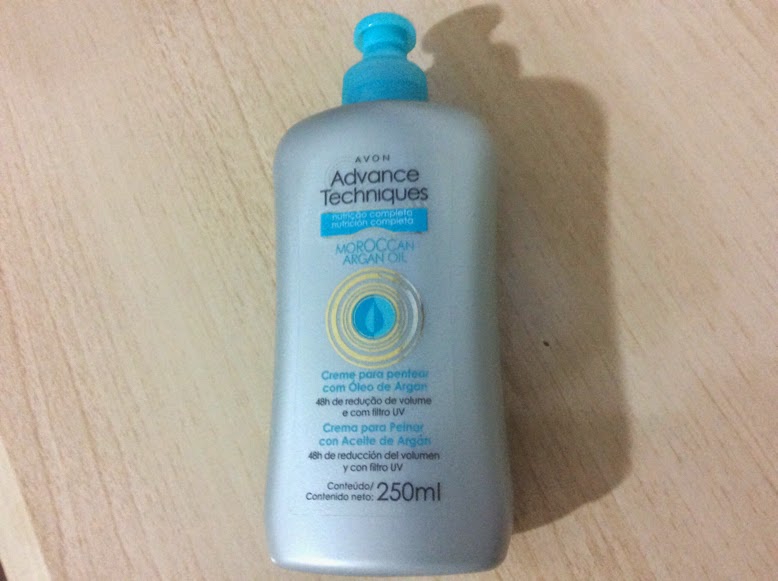 AVON
Advance
Techniques
nutrição completa
nutrición completa
MOROCCAN
ARGAN OIL
Creme para pentear
com Óleo de Argan
48h de redução de volume
e com filtro UV
Crema para Peinar
con Aceite de Argán
48h de reducción del volumen
y con filtro UV
Conteúdo/
Contenido neto: 250ml